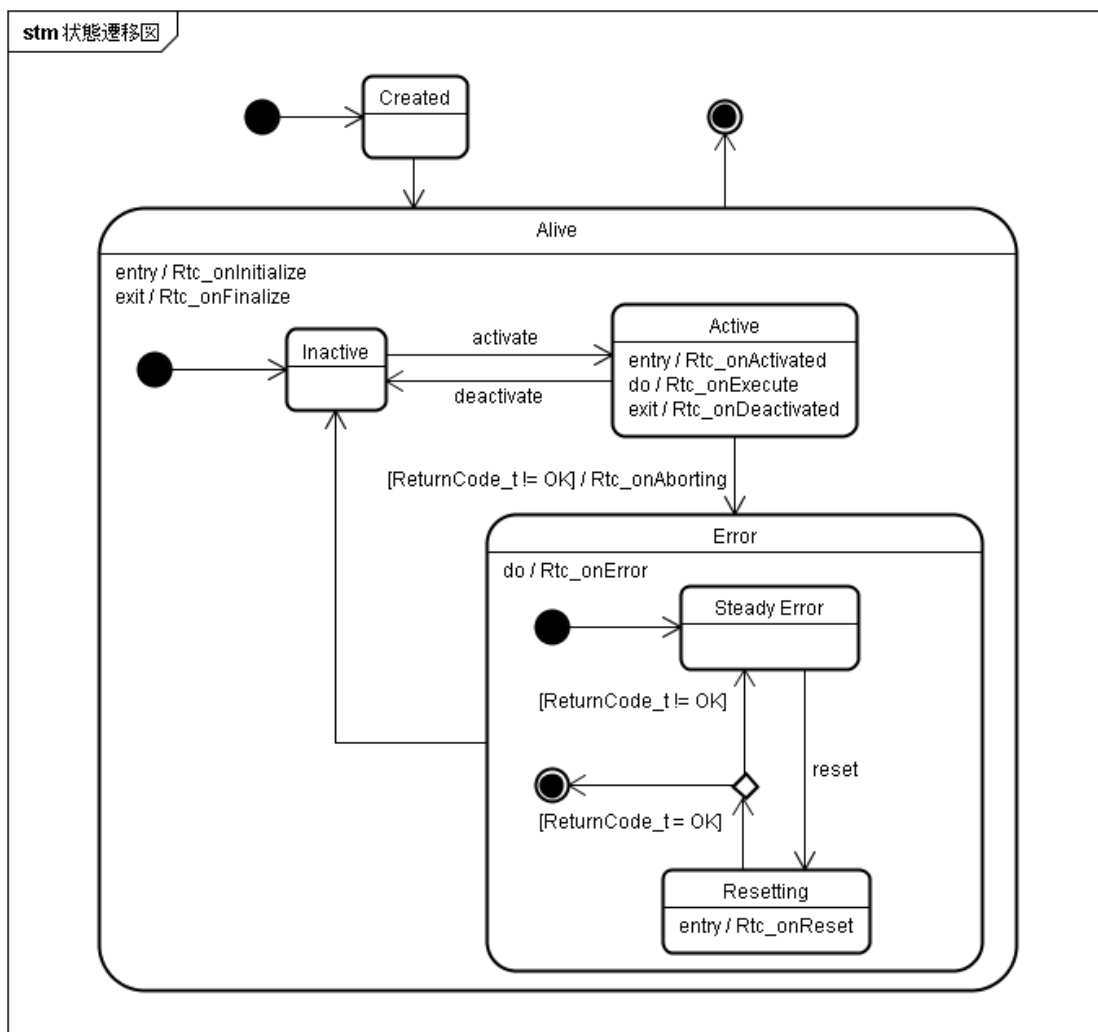 stm 状態遷移図
Created
Alive
entry / Rtc_onInitialize
exit / Rtc_onFinalize
Inactive
activate
deactivate
Active
entry / Rtc_onActivated
do / Rtc_onExecute
exit / Rtc_onDeactivated
[ReturnCode_t != OK] / Rtc_onAborting
Error
do / Rtc_onError
Steady Error
[ReturnCode_t != OK]
reset
[ReturnCode_t = OK]
Resetting
entry / Rtc_onReset